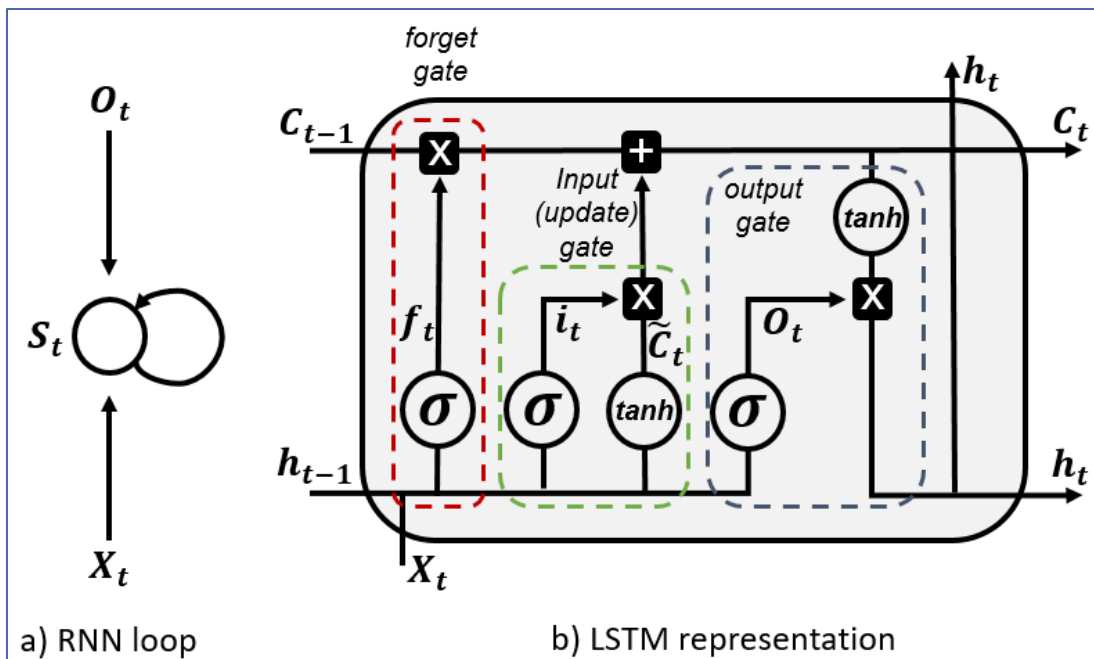 forget
gate
O_t
h_t
C_{t-1}
X
+
C_t
Input
(update)
gate
output
gate
tanh
X
X
S_t
f_t
i_t
C̃_t
O_t
σ
σ
tanh
σ
h_{t-1}
h_t
X_t
X_t
a) RNN loop
b) LSTM representation